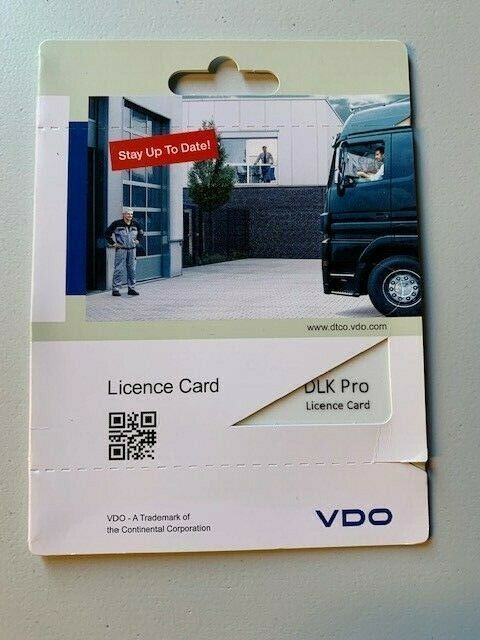 Stay Up To Date!
www.dtco.vdo.com
Licence Card
DLK Pro
Licence Card
VDO - A Trademark of
the Continental Corporation
VDO